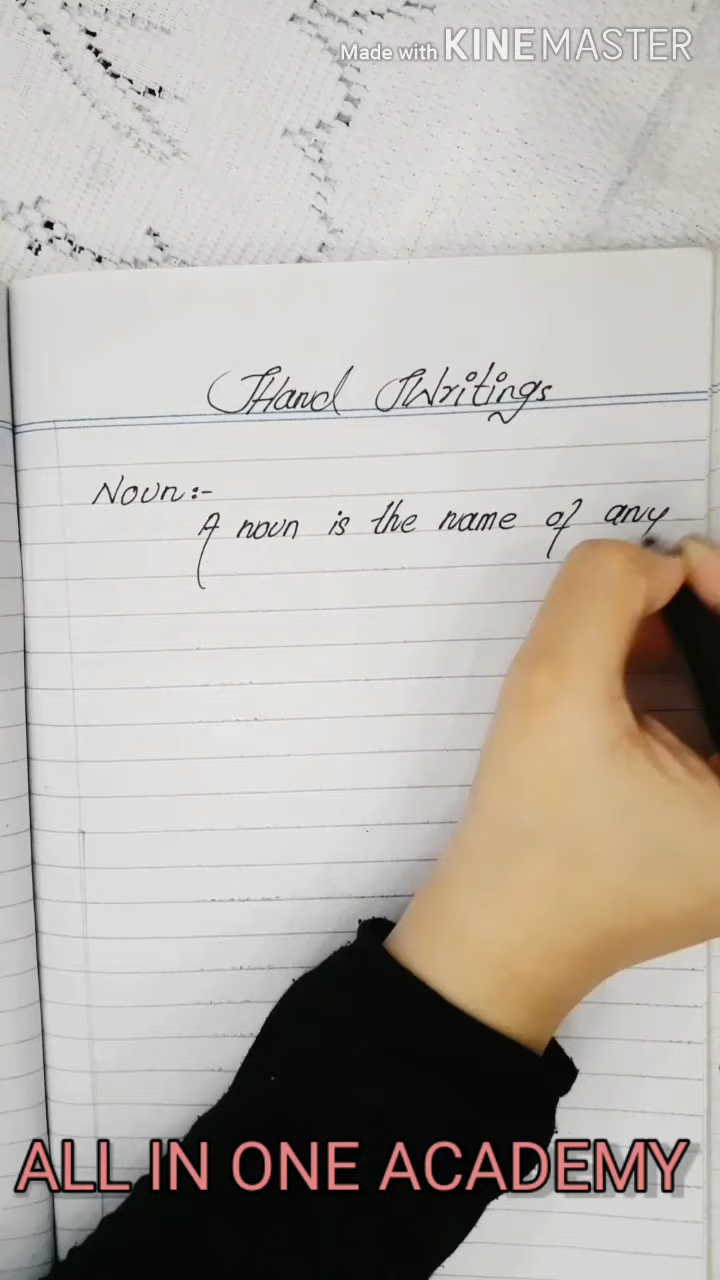 Made with KINEMASTER
Hand Writings
Noun:-
A noun is the name of any
ALL IN ONE ACADEMY